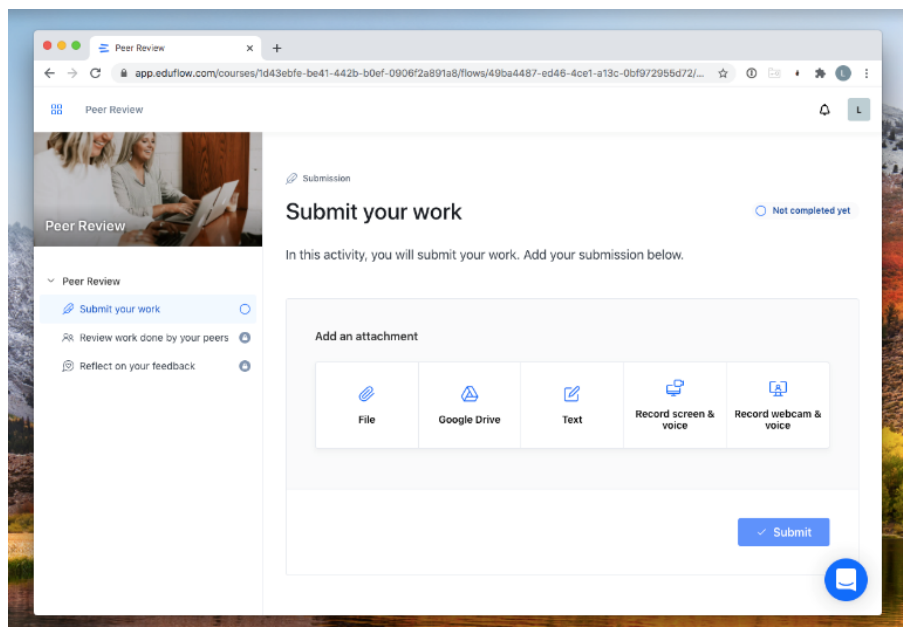 Peer Review
app.eduflow.com/courses/1d43ebfe-be41-442b-b0ef-0906f2a891a8/flows/49ba4487-ed46-4ce1-a13c-0bf972955d72/...
L
Peer Review
L
Peer Review
Submission
Submit your work
Not completed yet
In this activity, you will submit your work. Add your submission below.
Peer Review
Submit your work
Review work done by your peers
Reflect on your feedback
Add an attachment
File
Google Drive
Text
Record screen &
voice
Record webcam &
voice
Submit